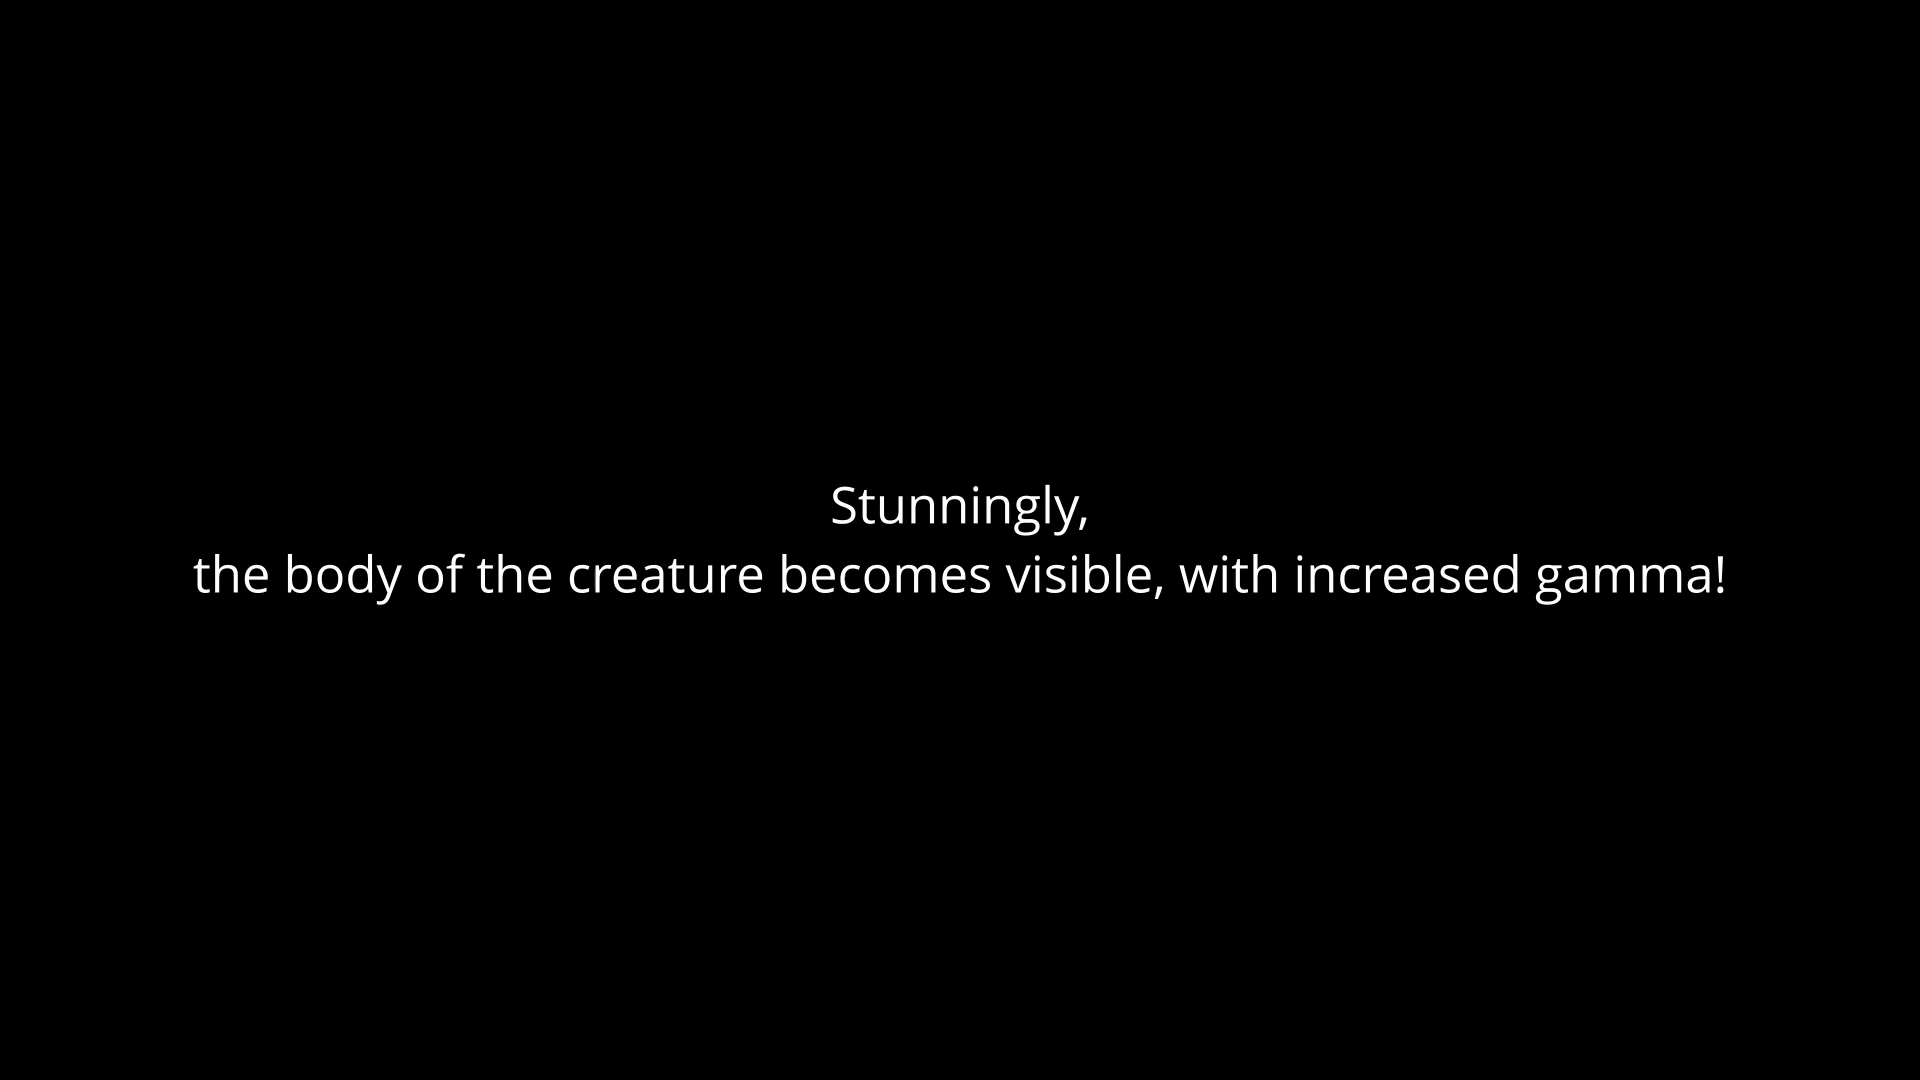 Stunningly,
the body of the creature becomes visible, with increased gamma!